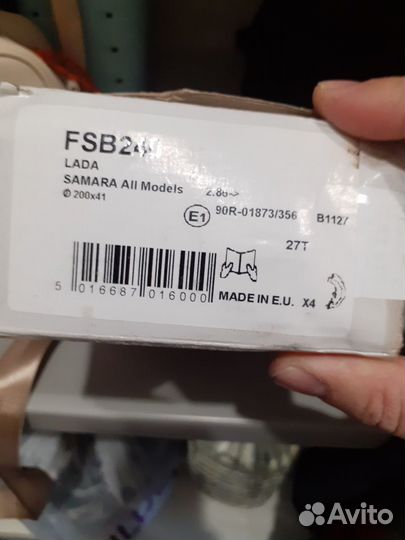 FSB24
LADA
SAMARA All Models 2.86->
Ø 200x41
E1 90R-01873/356 B1127
27T
5 016687 016000
MADE IN E.U. X4
Avito